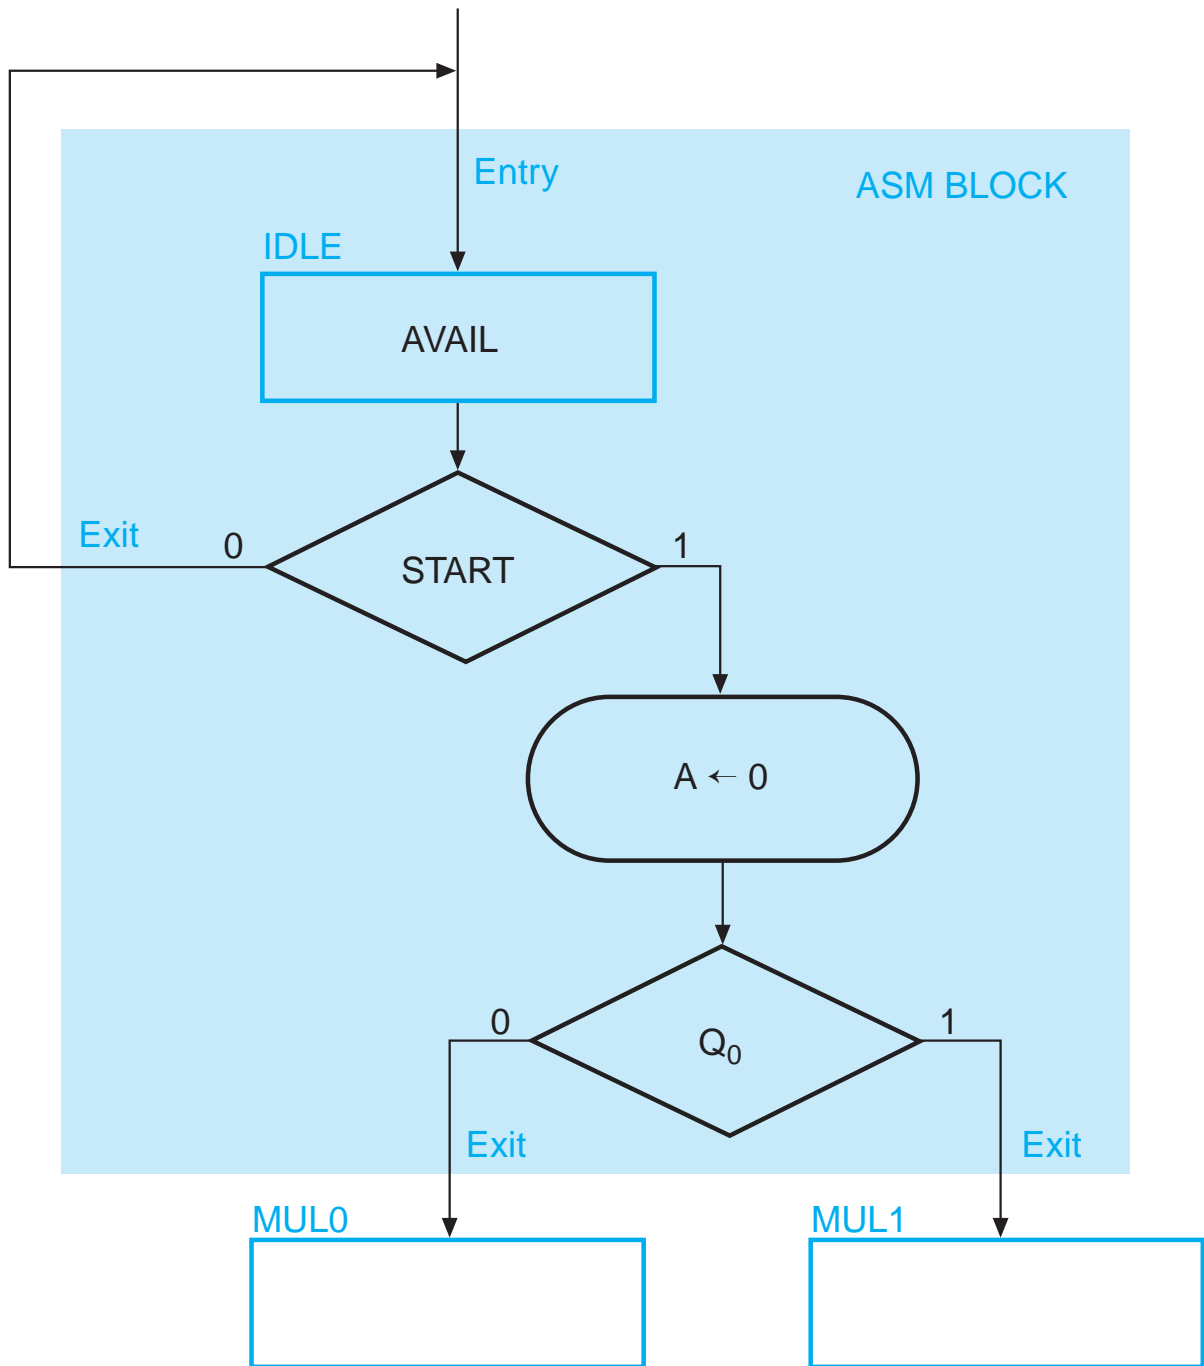 Entry
ASM BLOCK
IDLE
AVAIL
Exit
0
1
START
A ← 0
0
1
Q₀
Exit
Exit
MUL0
MUL1